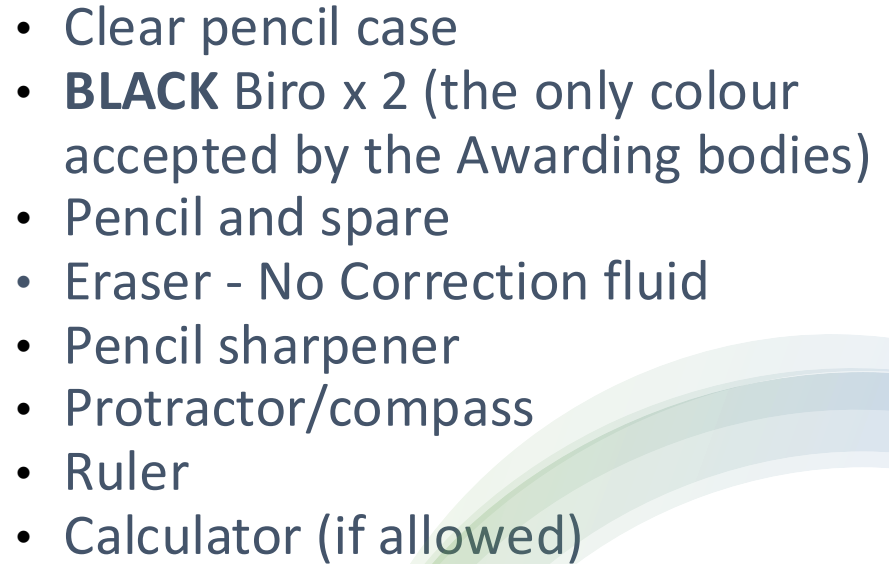 • Clear pencil case
• BLACK Biro x 2 (the only colour
accepted by the Awarding bodies)
• Pencil and spare
• Eraser - No Correction fluid
• Pencil sharpener
• Protractor/compass
• Ruler
• Calculator (if allowed)